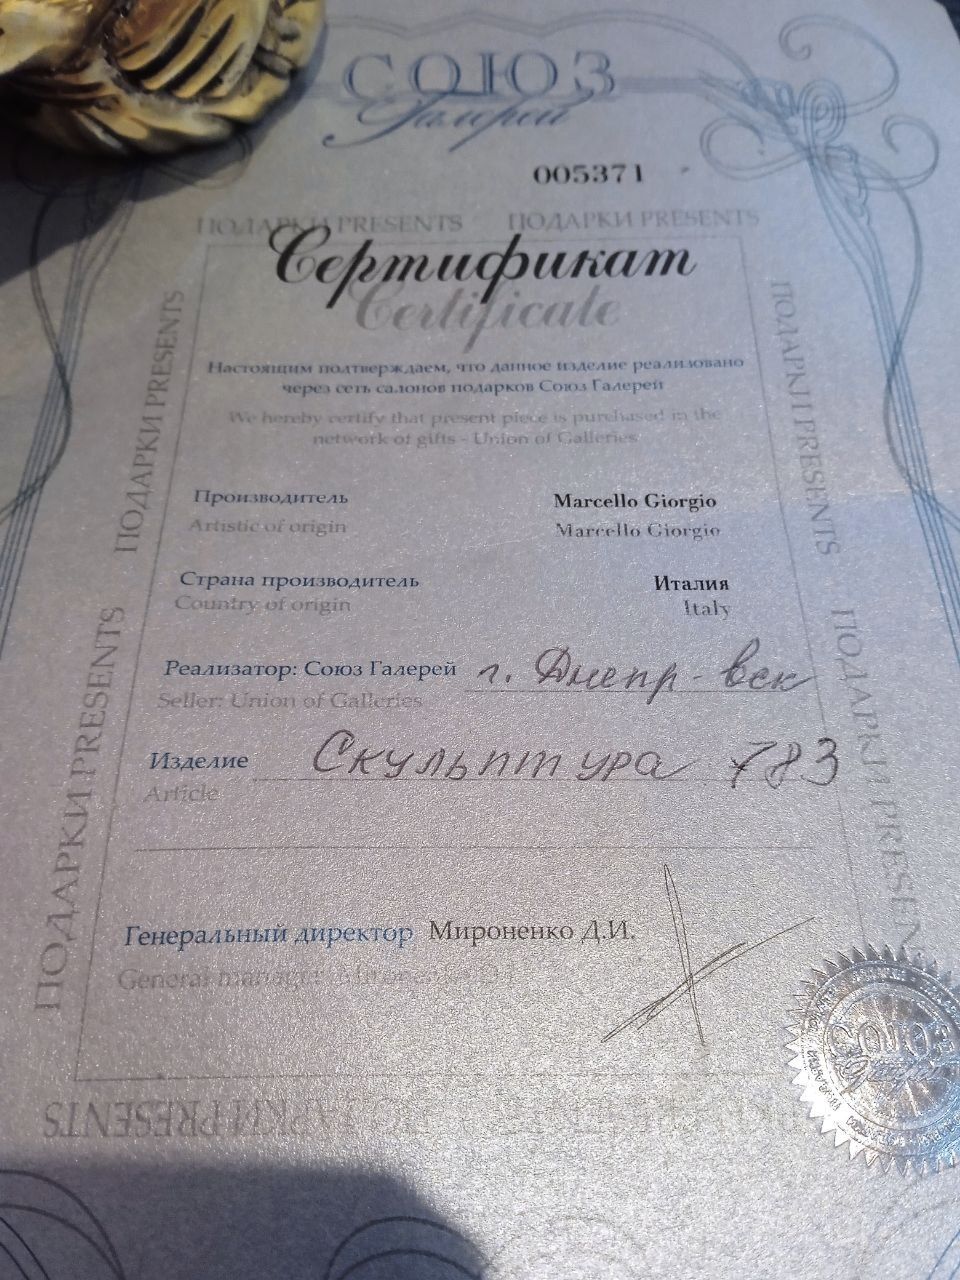 СОЮЗ
Галерей
005371
ПОДАРКИ PRESENTS ПОДАРКИ PRESENTS
Сертификат
Certificate
Настоящим подтверждаем, что данное изделие реализовано
через сеть салонов подарков Союз Галерей
We hereby certify that present piece is purchased in the
network of gifts - Union of Galleries
Производитель Marcello Giorgio
Artistic of origin Marcello Giorgio
Страна производитель Италия
Country of origin Italy
Реализатор: Союз Галерей г. Днепр-вск
Seller: Union of Galleries
Изделие Скульптура 783
Article
Генеральный директор Мироненко Д.И.
General manager
ПОДАРКИ PRESENTS
ПОДАРКИ PRESENTS
ПОДАРКИ PRESENTS
ПОДАРКИ PRESENTS
СОЮЗ